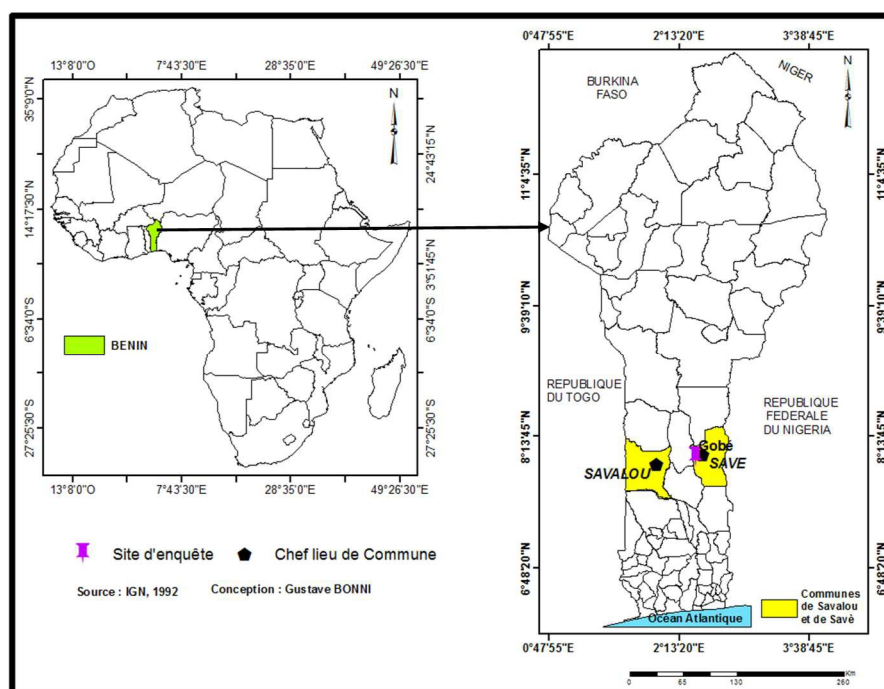 13°8'0"O 7°43'30"E 28°35'0"E 49°26'30"E
35°9'0"N
24°43'15"N
14°17'30"N
3°51'45"N
6°34'0"S
6°34'0"S
27°25'30"S
27°25'30"S
13°8'0"O 7°43'30"E 28°35'0"E 49°26'30"E
N
BENIN
Site d'enquête
Chef lieu de Commune
Source : IGN, 1992
Conception : Gustave BONNI
0°47'55"E 2°13'20"E 3°38'45"E
N
BURKINA
FASO
NIGER
11°4'35"N
11°4'35"N
9°39'10"N
9°39'10"N
REPUBLIQUE
DU TOGO
REPUBLIQUE
FEDERALE
DU NIGERIA
8°13'45"N
8°13'45"N
Gobè
SAVE
SAVALOU
6°48'20"N
6°48'20"N
Océan Atlantique
Communes
de Savalou
et de Savè
0°47'55"E 2°13'20"E 3°38'45"E
Km
0 65 130 260